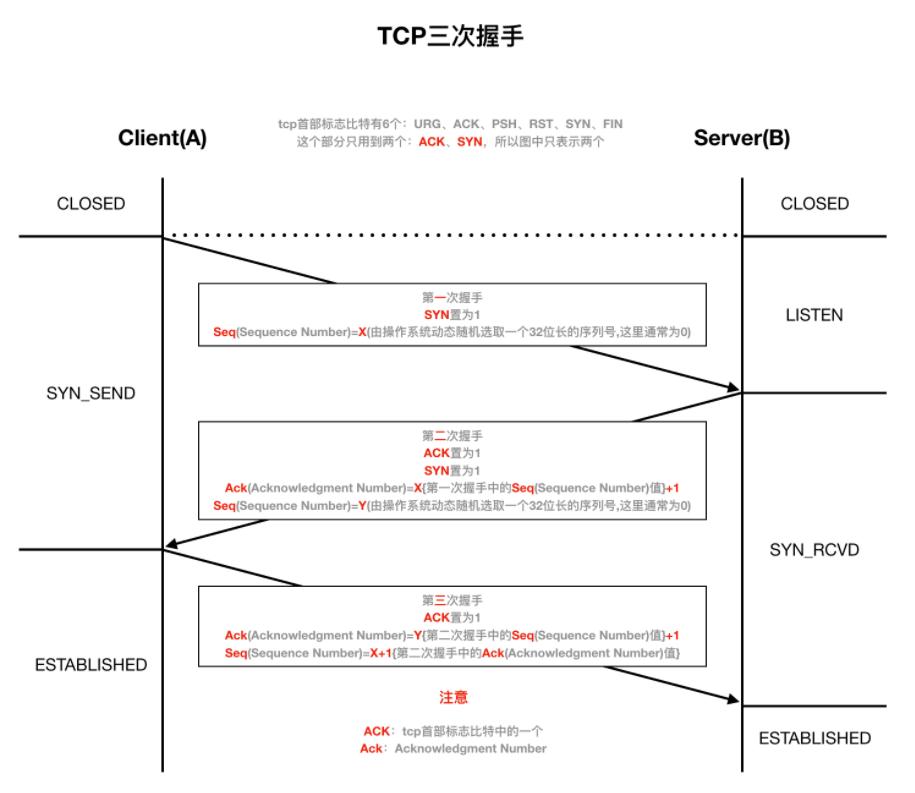 TCP三次握手
tcp首部标志比特有6个：URG、ACK、PSH、RST、SYN、FIN
这个部分只用到两个：ACK、SYN，所以图中只表示两个
Client(A)
Server(B)
CLOSED
CLOSED
第一次握手
SYN置为1
Seq(Sequence Number)=X(由操作系统动态随机选取一个32位长的序列号,这里通常为0)
LISTEN
SYN_SEND
第二次握手
ACK置为1
SYN置为1
Ack(Acknowledgment Number)=X{第一次握手中的Seq(Sequence Number)值}+1
Seq(Sequence Number)=Y(由操作系统动态随机选取一个32位长的序列号,这里通常为0)
SYN_RCVD
第三次握手
ACK置为1
Ack(Acknowledgment Number)=Y{第二次握手中的Seq(Sequence Number)值}+1
Seq(Sequence Number)=X+1{第二次握手中的Ack(Acknowledgment Number)值}
ESTABLISHED
注意
ACK：tcp首部标志比特中的一个
Ack：Acknowledgment Number
ESTABLISHED